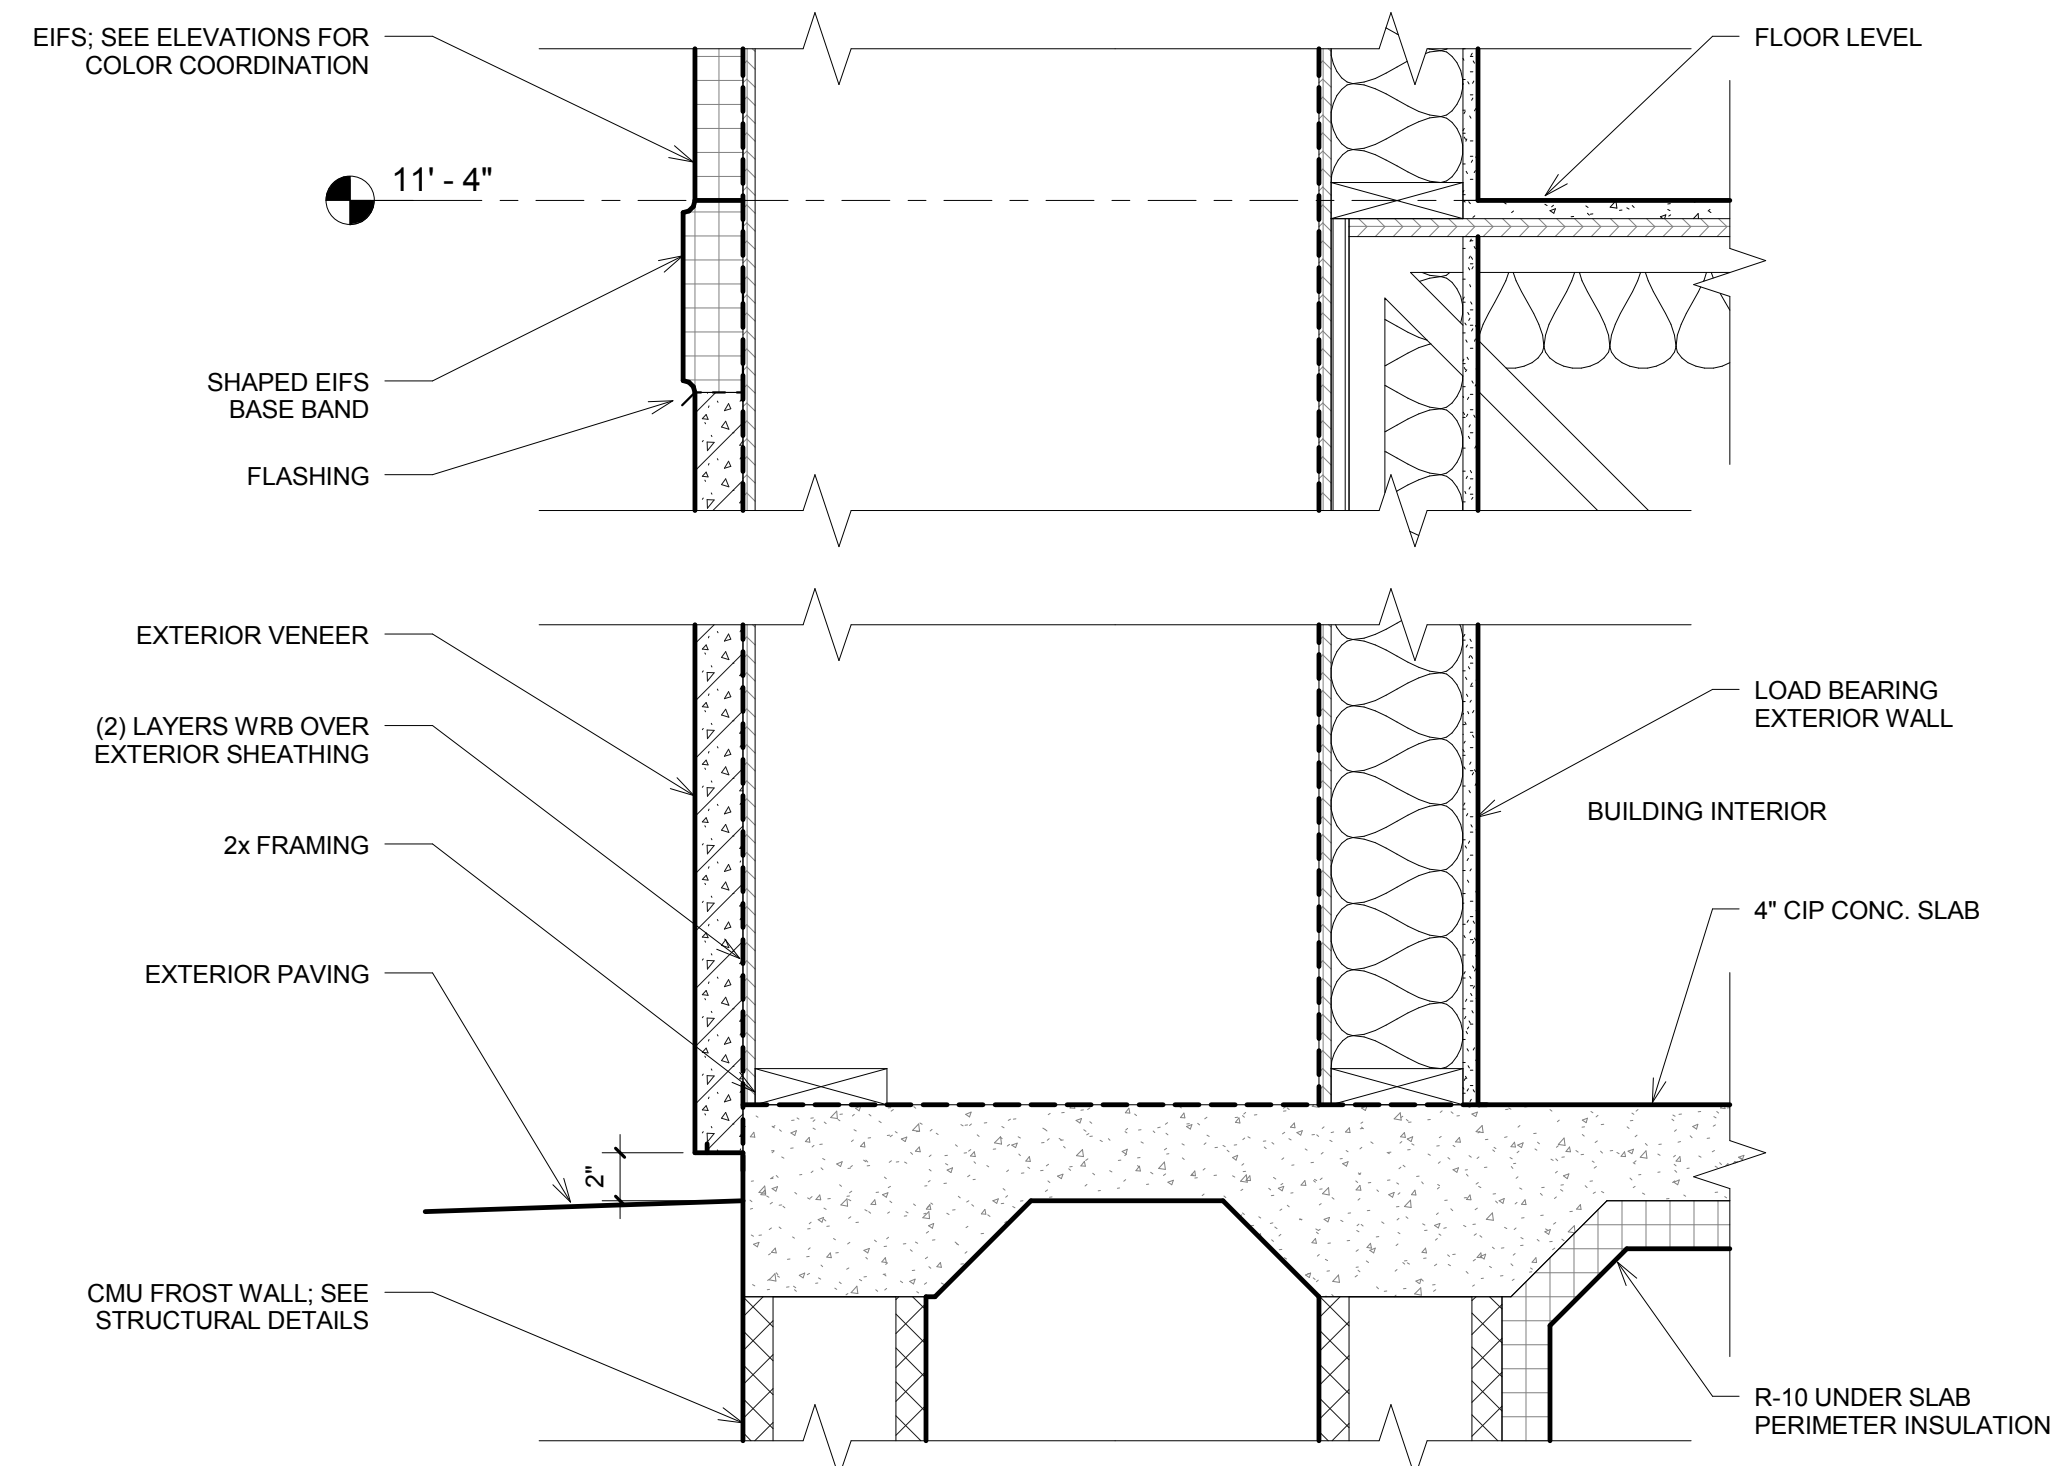 EIFS; SEE ELEVATIONS FOR
COLOR COORDINATION
FLOOR LEVEL
11' - 4"
SHAPED EIFS
BASE BAND
FLASHING
EXTERIOR VENEER
(2) LAYERS WRB OVER
EXTERIOR SHEATHING
LOAD BEARING
EXTERIOR WALL
BUILDING INTERIOR
2x FRAMING
4" CIP CONC. SLAB
EXTERIOR PAVING
2"
CMU FROST WALL; SEE
STRUCTURAL DETAILS
R-10 UNDER SLAB
PERIMETER INSULATION